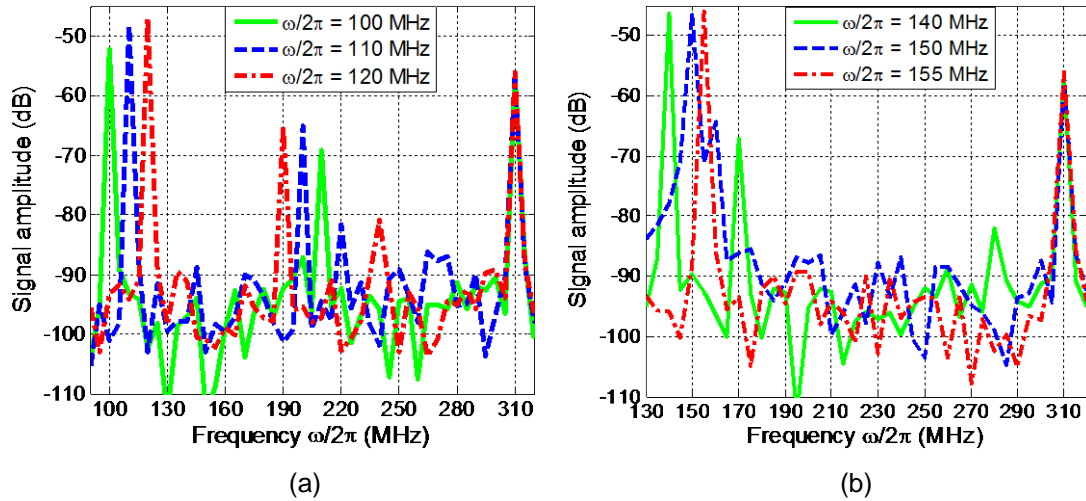 -50
-60
-70
-80
-90
-100
-110
Signal amplitude (dB)
ω/2π = 100 MHz
ω/2π = 110 MHz
ω/2π = 120 MHz
100 130 160 190 220 250 280 310
Frequency ω/2π (MHz)
(a)
-50
-60
-70
-80
-90
-100
-110
Signal amplitude (dB)
ω/2π = 140 MHz
ω/2π = 150 MHz
ω/2π = 155 MHz
130 150 170 190 210 230 250 270 290 310
Frequency ω/2π (MHz)
(b)